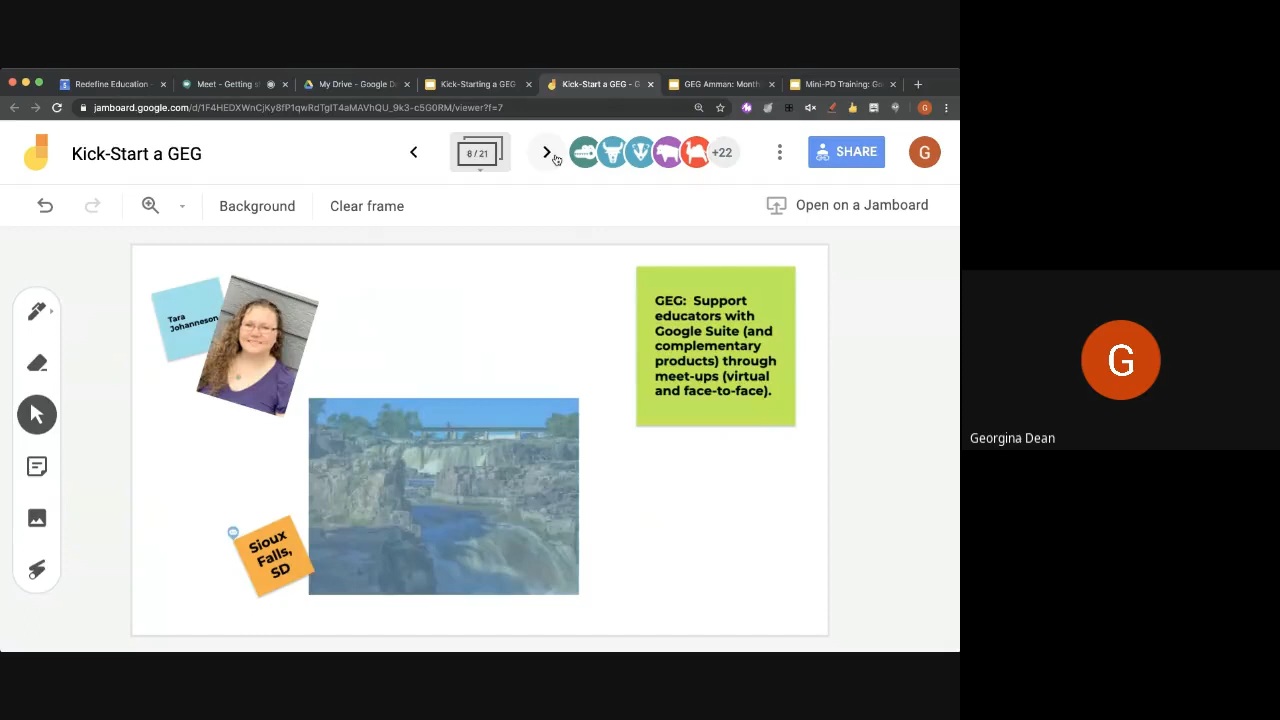 Redefine Education -
Meet - Getting st
My Drive - Google D
Kick-Starting a GEG
Kick-Start a GEG - G
GEG Amman: Month
Mini-PD Training: Go
jamboard.google.com/d/1F4HEDXWnCjKy8fP1qwRdTgIT4aMAVhQU_9k3-c5G0RM/viewer?f=7
G
Kick-Start a GEG
8 / 21
+22
SHARE
G
Background
Clear frame
Open on a Jamboard
Tara
Johanneson
GEG: Support
educators with
Google Suite (and
complementary
products) through
meet-ups (virtual
and face-to-face).
Sioux
Falls,
SD
G
Georgina Dean